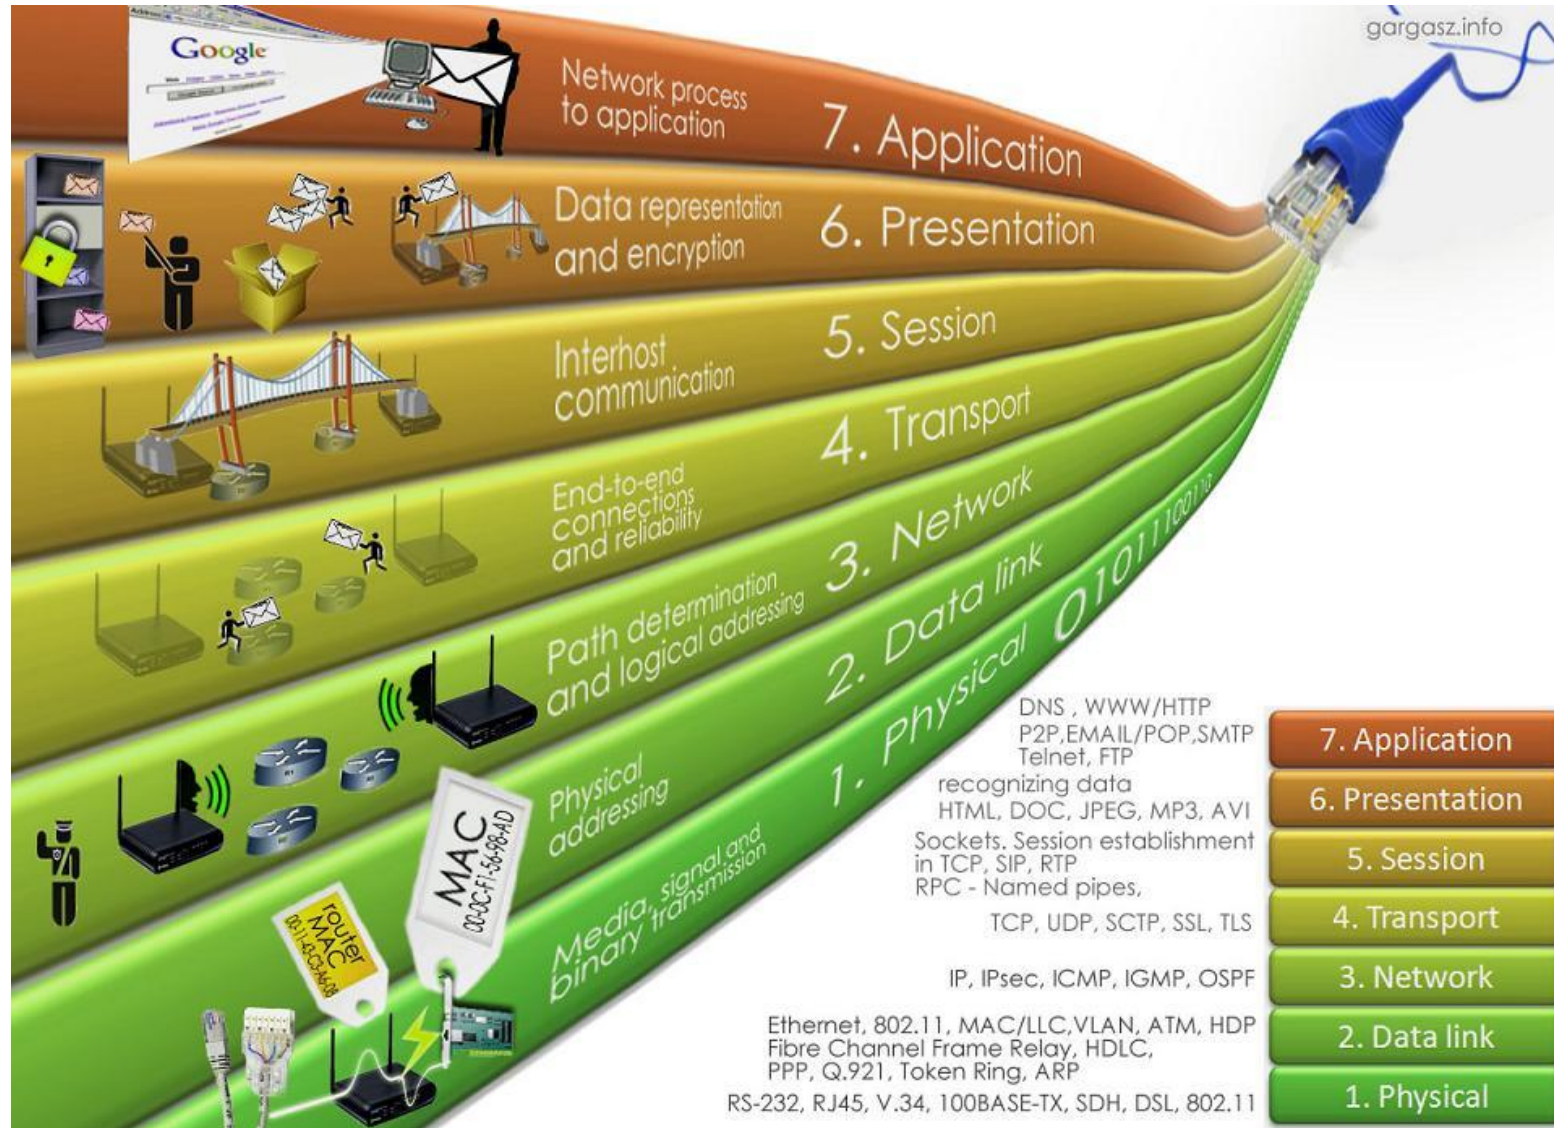 gargasz.info
Address
Google
Network process
to application
7. Application
Data representation
and encryption
6. Presentation
Interhost
communication
5. Session
End-to-end
connections
and reliability
4. Transport
Path determination
and logical addressing
3. Network
Physical
addressing
2. Data link
Media, signal and
binary transmission
1. Physical
MAC
00-0C-F1-56-98-AD
router
MAC
00-11-43-C3-A6-08
DNS , WWW/HTTP
P2P,EMAIL/POP,SMTP
Telnet, FTP
7. Application
recognizing data
HTML, DOC, JPEG, MP3, AVI
6. Presentation
Sockets. Session establishment
in TCP, SIP, RTP
RPC - Named pipes,
5. Session
TCP, UDP, SCTP, SSL, TLS
4. Transport
IP, IPsec, ICMP, IGMP, OSPF
3. Network
Ethernet, 802.11, MAC/LLC,VLAN, ATM, HDP
Fibre Channel Frame Relay, HDLC,
PPP, Q.921, Token Ring, ARP
2. Data link
RS-232, RJ45, V.34, 100BASE-TX, SDH, DSL, 802.11
1. Physical